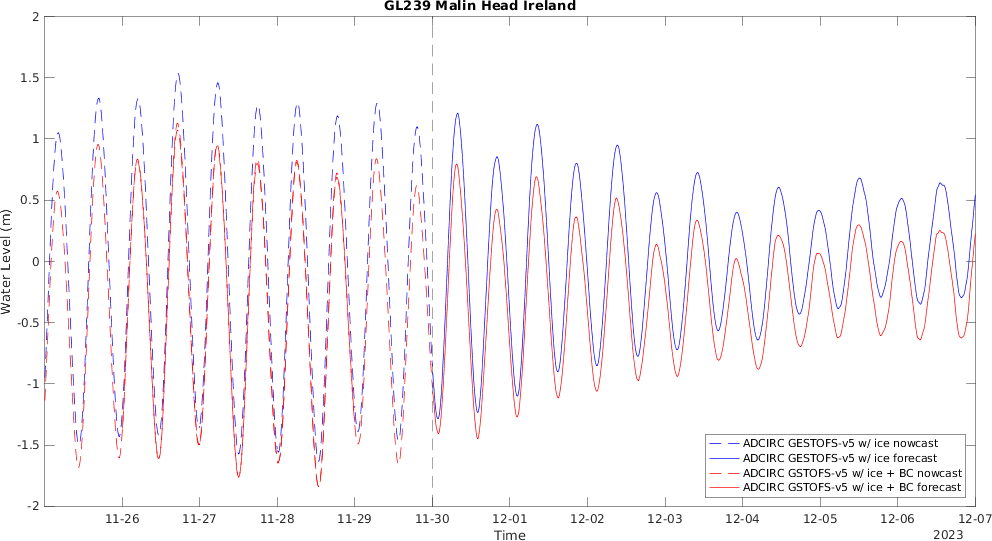 GL239 Malin Head Ireland
2
1.5
1
0.5
0
-0.5
-1
-1.5
-2
Water Level (m)
ADCIRC GESTOFS-v5 w/ ice nowcast
ADCIRC GESTOFS-v5 w/ ice forecast
ADCIRC GSTOFS-v5 w/ ice + BC nowcast
ADCIRC GSTOFS-v5 w/ ice + BC forecast
11-26 11-27 11-28 11-29 11-30 12-01 12-02 12-03 12-04 12-05 12-06 12-07
Time
2023